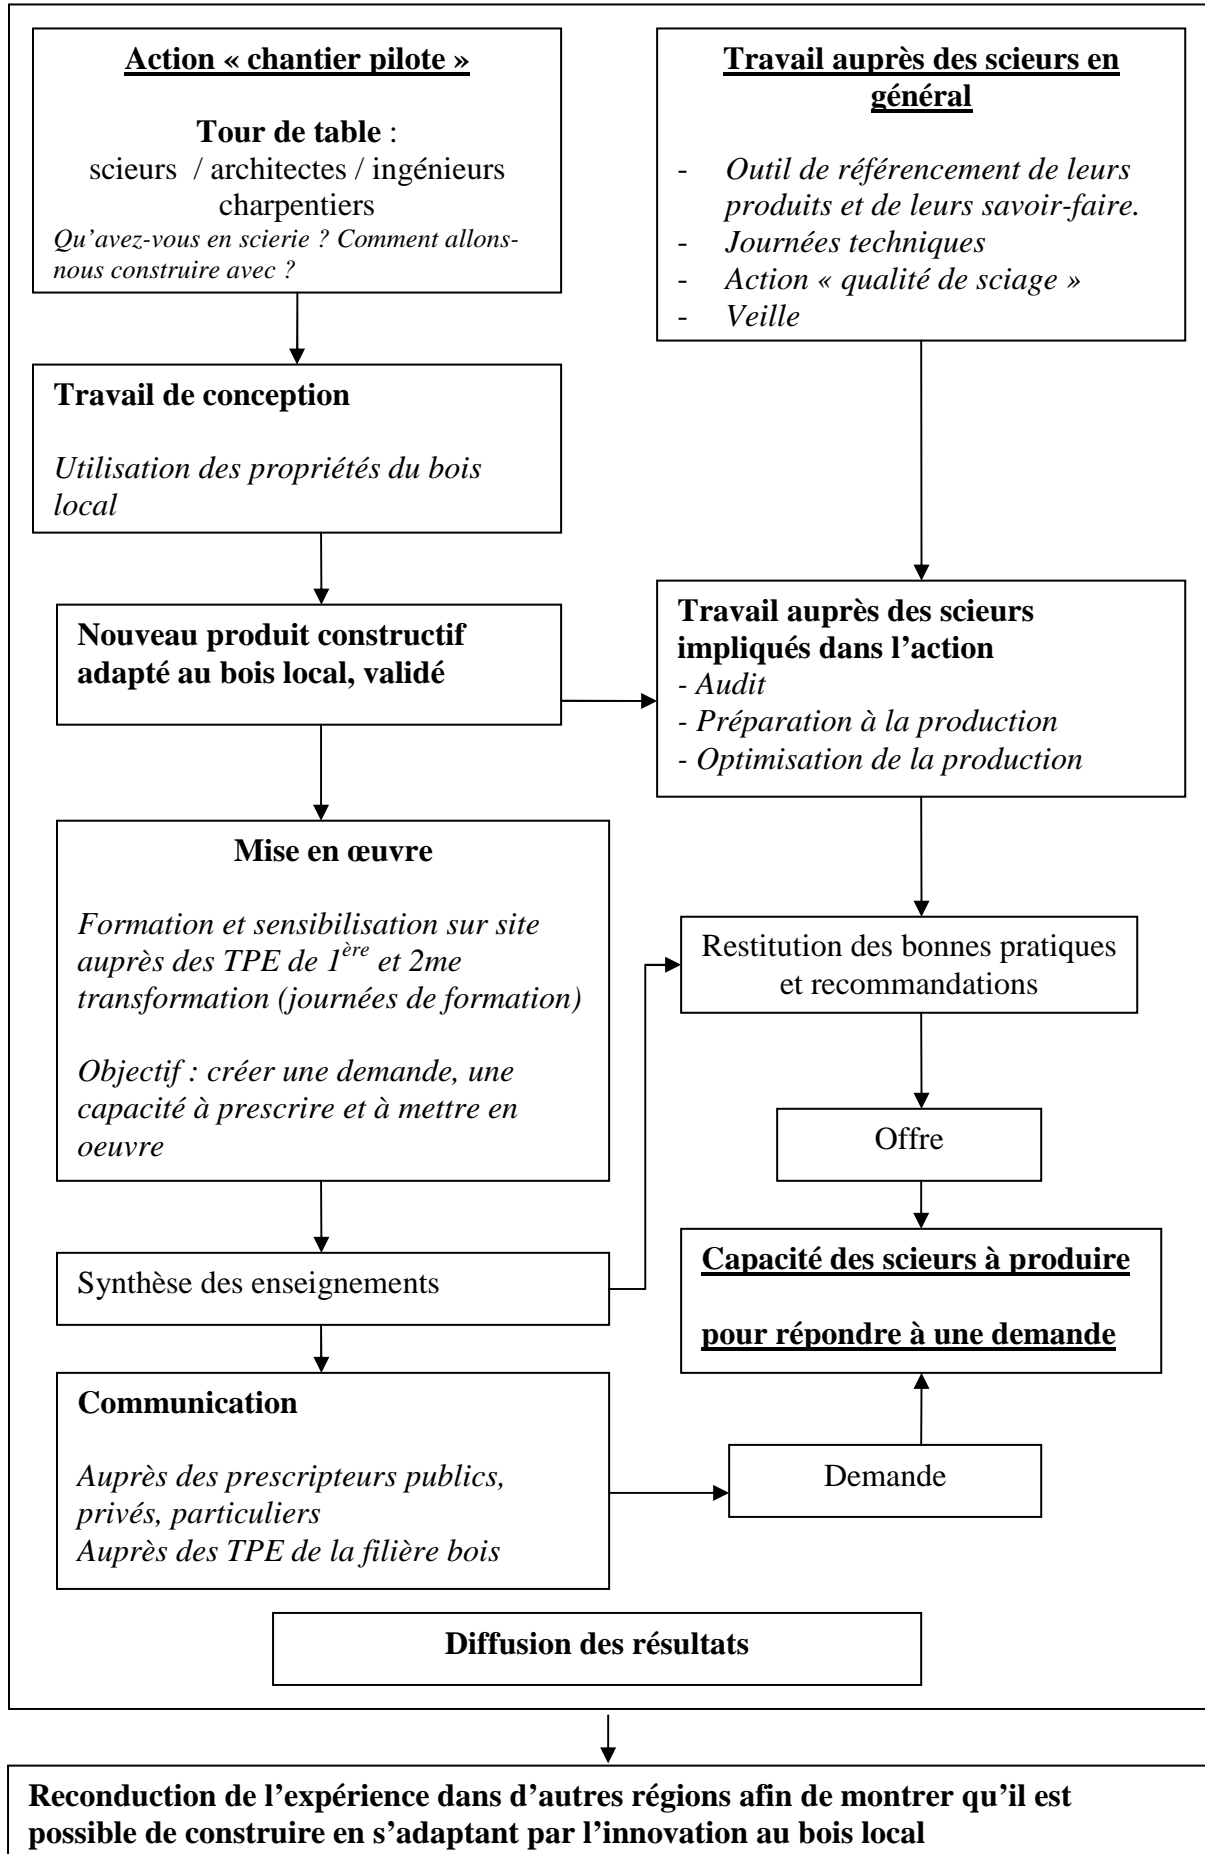 Action « chantier pilote »
Tour de table :
scieurs / architectes / ingénieurs
charpentiers
Qu'avez-vous en scierie ? Comment allons-
nous construire avec ?
Travail auprès des scieurs en
général
- Outil de référencement de leurs
produits et de leurs savoir-faire.
- Journées techniques
- Action « qualité de sciage »
- Veille
Travail de conception
Utilisation des propriétés du bois
local
Nouveau produit constructif
adapté au bois local, validé
Travail auprès des scieurs
impliqués dans l'action
- Audit
- Préparation à la production
- Optimisation de la production
Mise en œuvre
Formation et sensibilisation sur site
auprès des TPE de 1ère et 2me
transformation (journées de formation)
Objectif : créer une demande, une
capacité à prescrire et à mettre en
oeuvre
Restitution des bonnes pratiques
et recommandations
Offre
Synthèse des enseignements
Capacité des scieurs à produire
pour répondre à une demande
Communication
Auprès des prescripteurs publics,
privés, particuliers
Auprès des TPE de la filière bois
Demande
Diffusion des résultats
Reconduction de l'expérience dans d'autres régions afin de montrer qu'il est
possible de construire en s'adaptant par l'innovation au bois local